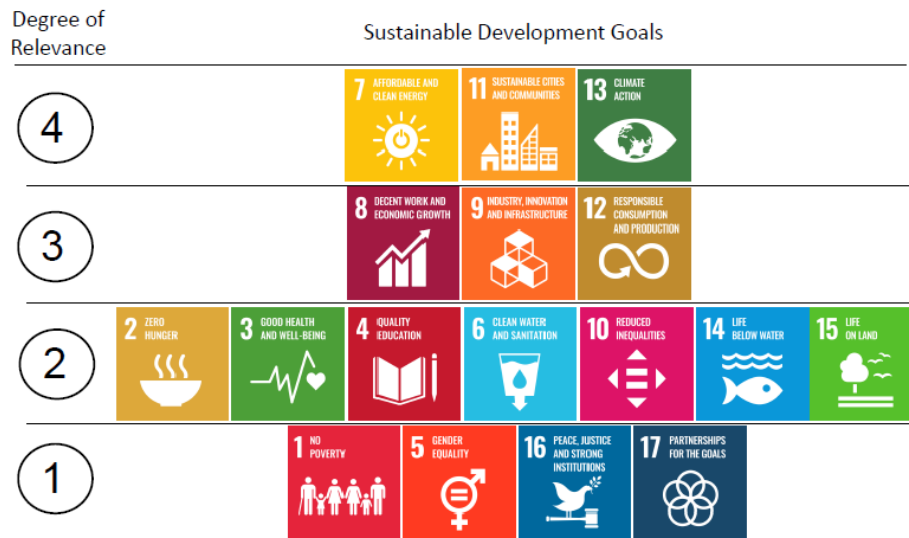 Degree of
Relevance
Sustainable Development Goals
4
7 AFFORDABLE AND
CLEAN ENERGY
11 SUSTAINABLE CITIES
AND COMMUNITIES
13 CLIMATE
ACTION
3
8 DECENT WORK AND
ECONOMIC GROWTH
9 INDUSTRY, INNOVATION
AND INFRASTRUCTURE
12 RESPONSIBLE
CONSUMPTION
AND PRODUCTION
2
2 ZERO
HUNGER
3 GOOD HEALTH
AND WELL-BEING
4 QUALITY
EDUCATION
6 CLEAN WATER
AND SANITATION
10 REDUCED
INEQUALITIES
14 LIFE
BELOW WATER
15 LIFE
ON LAND
1
1 NO
POVERTY
5 GENDER
EQUALITY
16 PEACE, JUSTICE
AND STRONG
INSTITUTIONS
17 PARTNERSHIPS
FOR THE GOALS